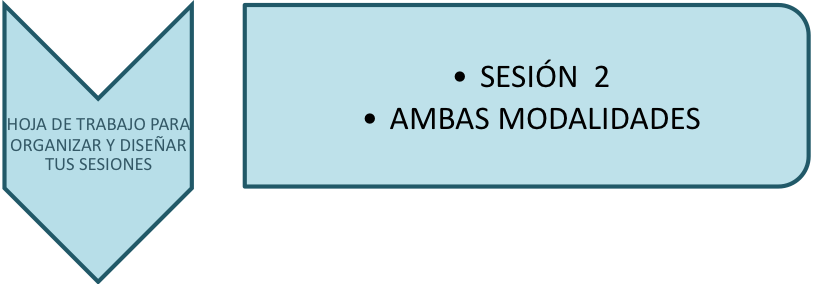 HOJA DE TRABAJO PARA
ORGANIZAR Y DISEÑAR
TUS SESIONES
• SESIÓN  2
• AMBAS MODALIDADES